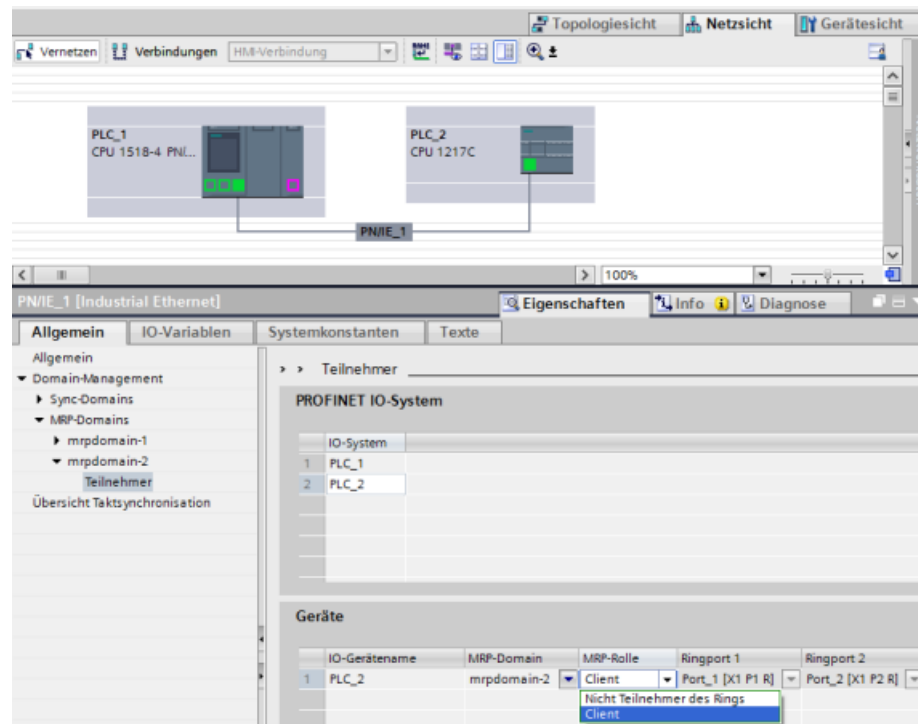 Topologiesicht Netzsicht Gerätesicht
Vernetzen Verbindungen HMI-Verbindung
PLC_1 PLC_2
CPU 1518-4 PN/... CPU 1217C
PN/IE_1
100%
PN/IE_1 [Industrial Ethernet] Eigenschaften Info Diagnose
Allgemein IO-Variablen Systemkonstanten Texte
Allgemein
Domain-Management
Sync-Domains
MRP-Domains
mrpdomain-1
mrpdomain-2
Teilnehmer
Übersicht Taktsynchronisation
> > Teilnehmer
PROFINET IO-System
IO-System
1 PLC_1
2 PLC_2
Geräte
IO-Gerätename MRP-Domain MRP-Rolle Ringport 1 Ringport 2
1 PLC_2 mrpdomain-2 Client Port_1 [X1 P1 R] Port_2 [X1 P2 R]
Nicht Teilnehmer des Rings
Client